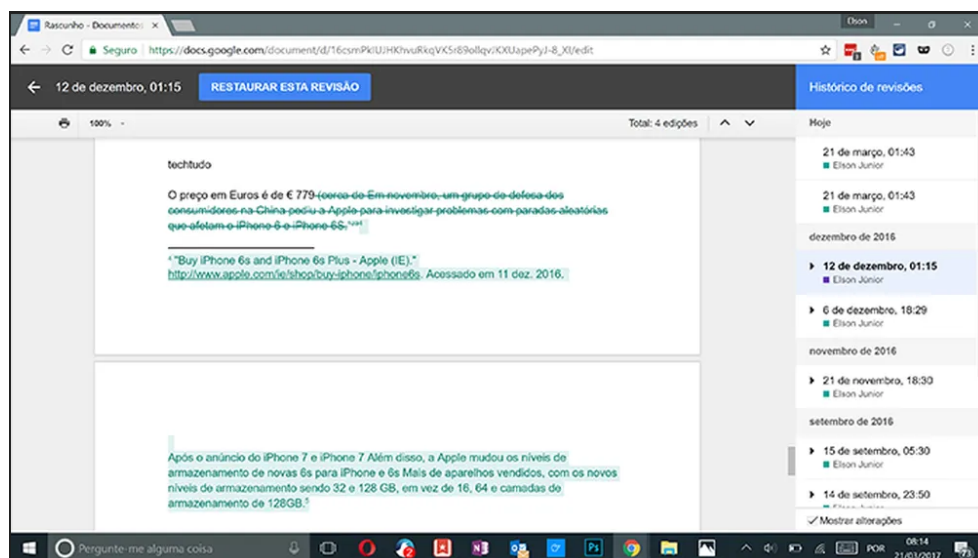 Rascunho - Documentos
Elson
Seguro https://docs.google.com/document/d/
/edit
12 de dezembro, 01:15
RESTAURAR ESTA REVISÃO
Histórico de revisões
100%
Total: 4 edições
Hoje
21 de março, 01:43
Elson Junior
21 de março, 01:43
Elson Junior
dezembro de 2016
12 de dezembro, 01:15
Elson Júnior
6 de dezembro, 18:29
Elson Junior
novembro de 2016
21 de novembro, 18:30
Elson Junior
setembro de 2016
15 de setembro, 05:30
Elson Junior
14 de setembro, 23:50
Mostrar alterações
techtudo
O preço em Euros é de € 779 (cerca de Em novembro, um grupo de defesa dos
consumidores na China pediu a Apple para investigar problemas com paradas aleatórias
que afetam o iPhone 6 e iPhone 6S.
4 "Buy iPhone 6s and iPhone 6s Plus - Apple (IE)."
http://www.apple.com/ie/shop/buy-iphone/iphone6s. Acessado em 11 dez. 2016.
Após o anúncio do iPhone 7 e iPhone 7 Além disso, a Apple mudou os níveis de
armazenamento de novas 6s para iPhone e 6s Mais de aparelhos vendidos, com os novos
níveis de armazenamento sendo 32 e 128 GB, em vez de 16, 64 e camadas de
armazenamento de 128GB.5
Pergunte-me alguma coisa
POR
08:14
21/03/2017